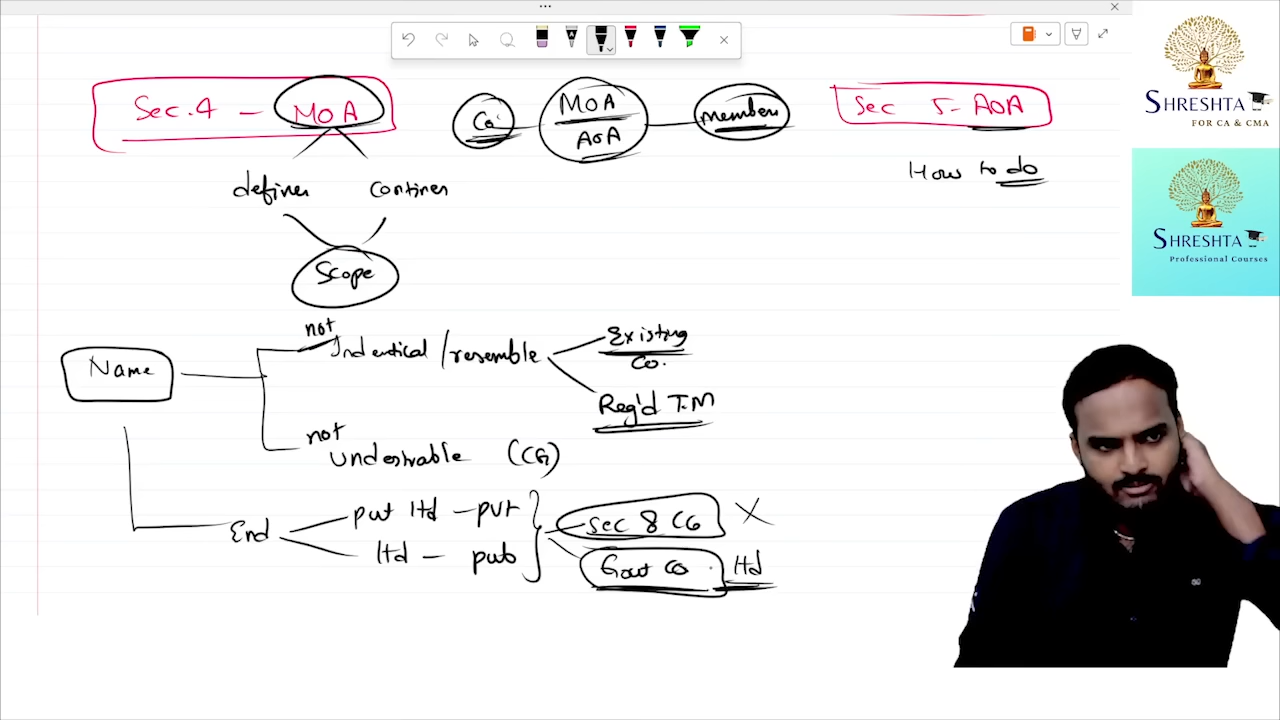 Sec. 4 - MOA
Co.
MOA
AOA
members
Sec 5 - AOA
How to do
defines
confines
Scope
Name
not
Indentical / resemble
Existing
Co.
Reg'd T.M
not
Undesirable (CG)
End
pvt ltd - pvt
ltd - pub
Sec 8 Co X
Govt Co. ltd
SHRESHTA
FOR CA & CMA
SHRESHTA
Professional Courses